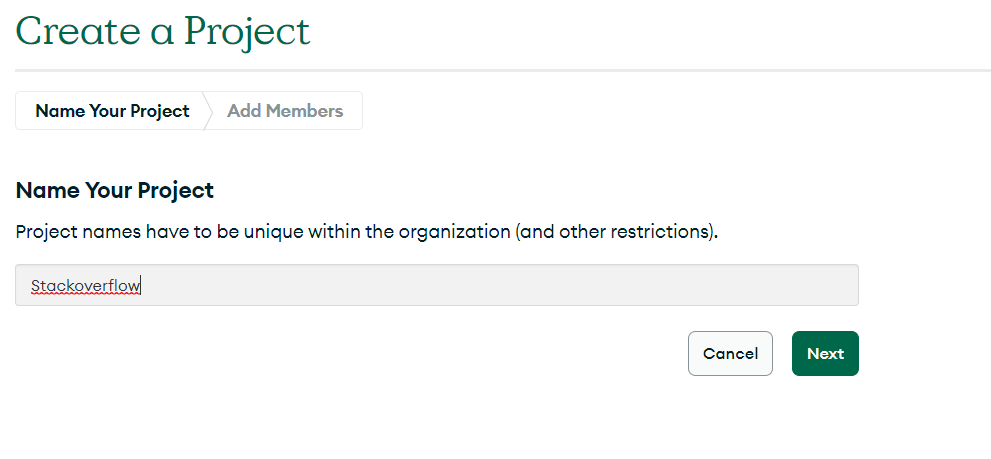 Create a Project
Name Your Project Add Members
Name Your Project
Project names have to be unique within the organization (and other restrictions).
Stackoverflow
Cancel Next